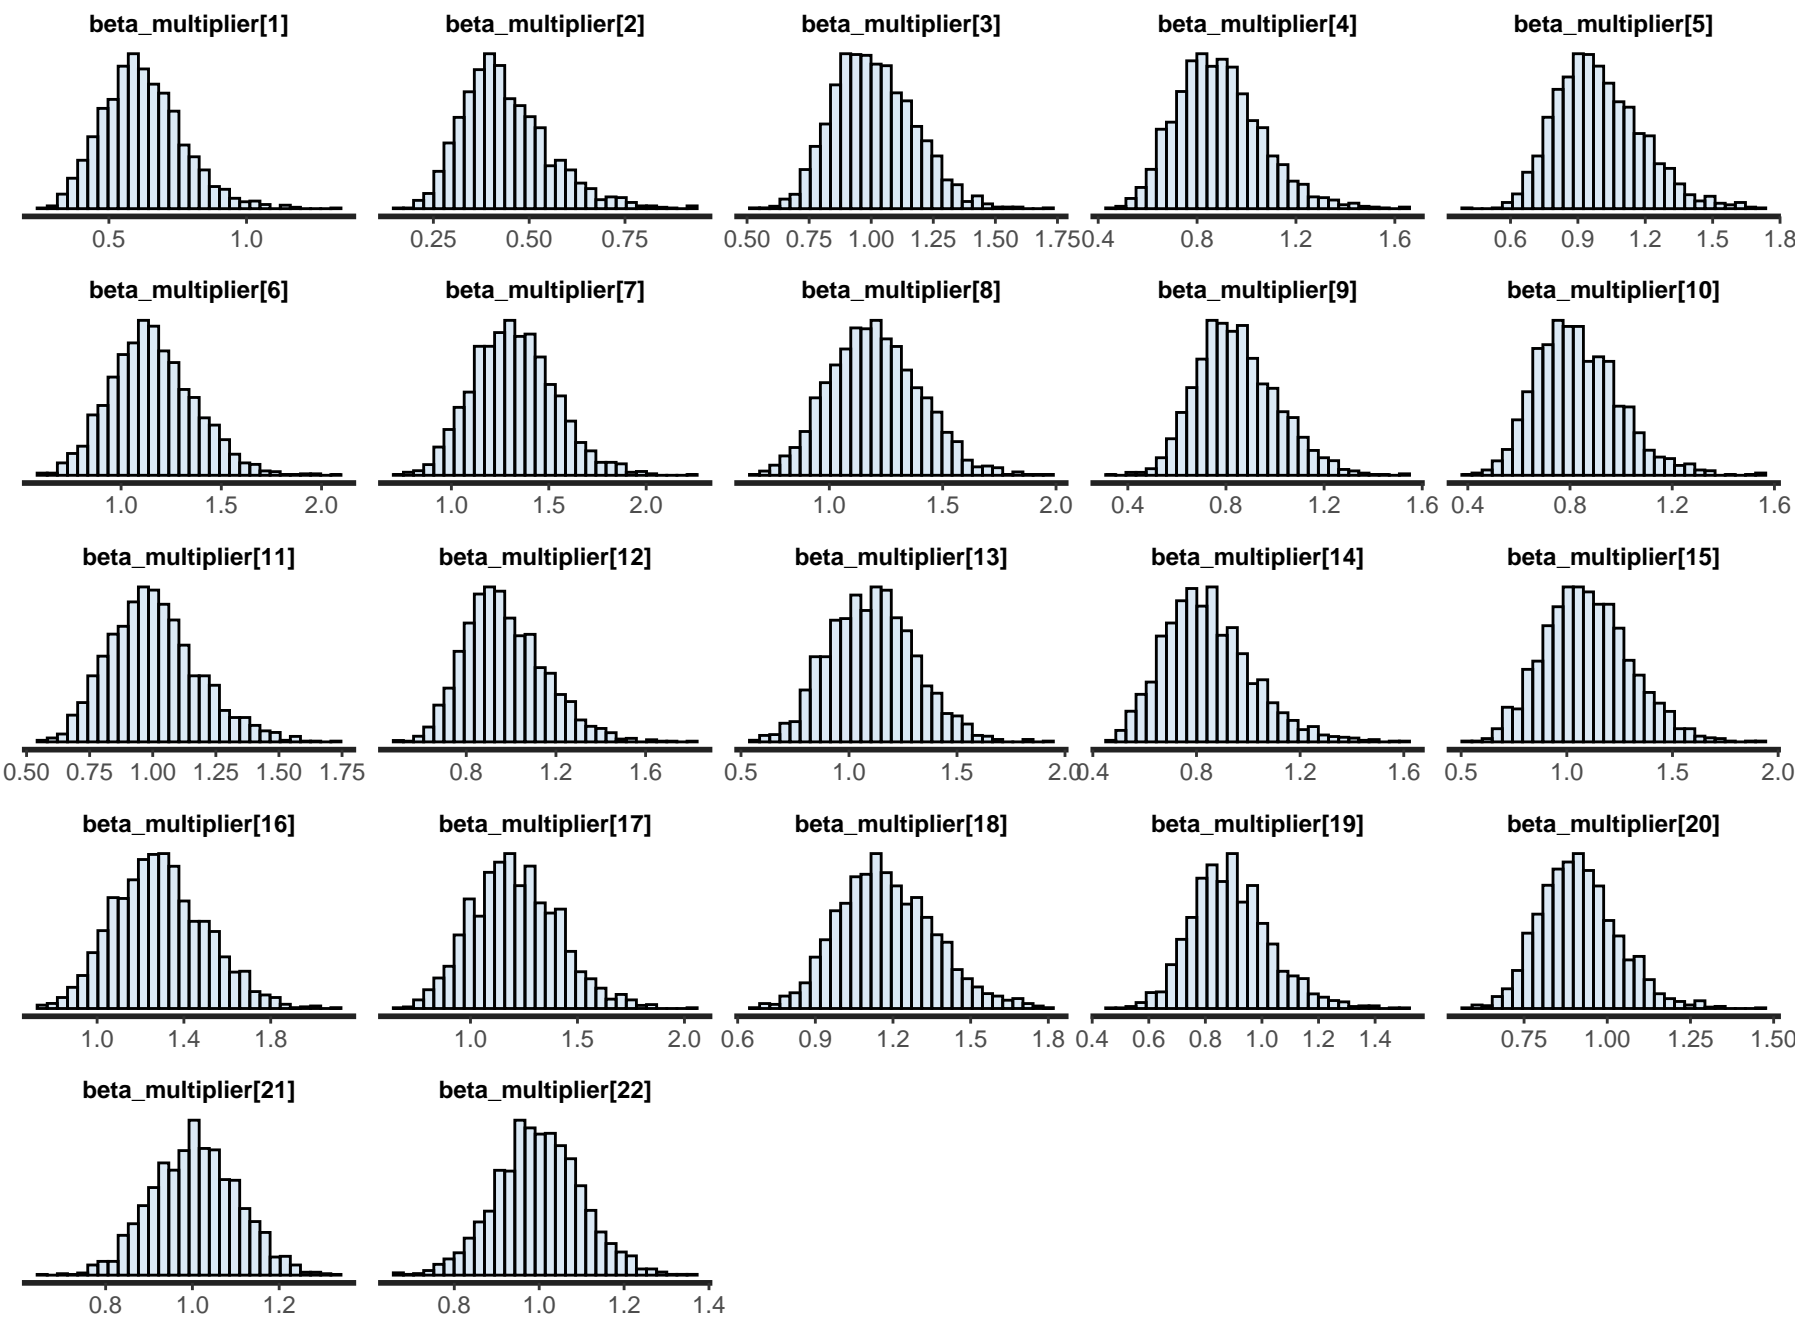 beta_multiplier[1] beta_multiplier[2] beta_multiplier[3] beta_multiplier[4] beta_multiplier[5]
0.5 1.0 0.25 0.50 0.75 0.50 0.75 1.00 1.25 1.50 1.75 0.4 0.8 1.2 1.6 0.6 0.9 1.2 1.5 1.8
beta_multiplier[6] beta_multiplier[7] beta_multiplier[8] beta_multiplier[9] beta_multiplier[10]
1.0 1.5 2.0 1.0 1.5 2.0 1.0 1.5 2.0 0.4 0.8 1.2 1.6 0.4 0.8 1.2 1.6
beta_multiplier[11] beta_multiplier[12] beta_multiplier[13] beta_multiplier[14] beta_multiplier[15]
0.50 0.75 1.00 1.25 1.50 1.75 0.8 1.2 1.6 0.5 1.0 1.5 2.0 0.4 0.8 1.2 1.6 0.5 1.0 1.5 2.0
beta_multiplier[16] beta_multiplier[17] beta_multiplier[18] beta_multiplier[19] beta_multiplier[20]
1.0 1.4 1.8 1.0 1.5 2.0 0.6 0.9 1.2 1.5 1.8 0.4 0.6 0.8 1.0 1.2 1.4 0.75 1.00 1.25 1.50
beta_multiplier[21] beta_multiplier[22]
0.8 1.0 1.2 0.8 1.0 1.2 1.4